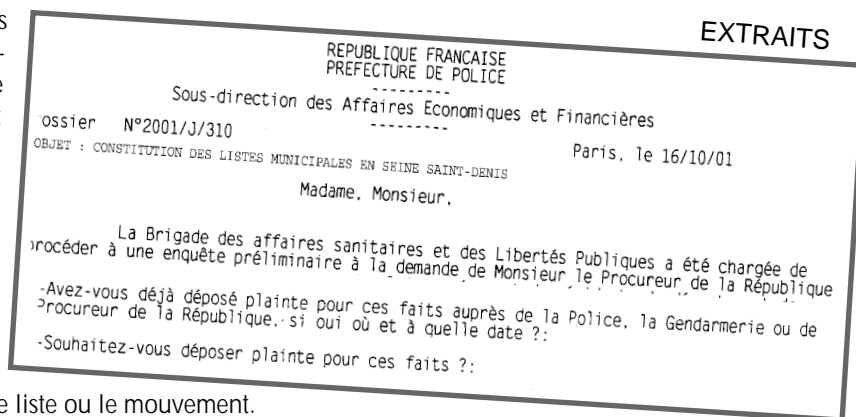 EXTRAITS
REPUBLIQUE FRANCAISE
PREFECTURE DE POLICE
---------
Sous-direction des Affaires Economiques et Financières
---------
ossier N°2001/J/310
Paris, le 16/10/01
OBJET : CONSTITUTION DES LISTES MUNICIPALES EN SEINE SAINT-DENIS
Madame, Monsieur,
La Brigade des affaires sanitaires et des Libertés Publiques a été chargée de
procéder à une enquête préliminaire à la demande de Monsieur le Procureur de la République
-Avez-vous déjà déposé plainte pour ces faits auprès de la Police, la Gendarmerie ou de
Procureur de la République, si oui où et à quelle date ?:
-Souhaitez-vous déposer plainte pour ces faits ?:
e liste ou le mouvement.